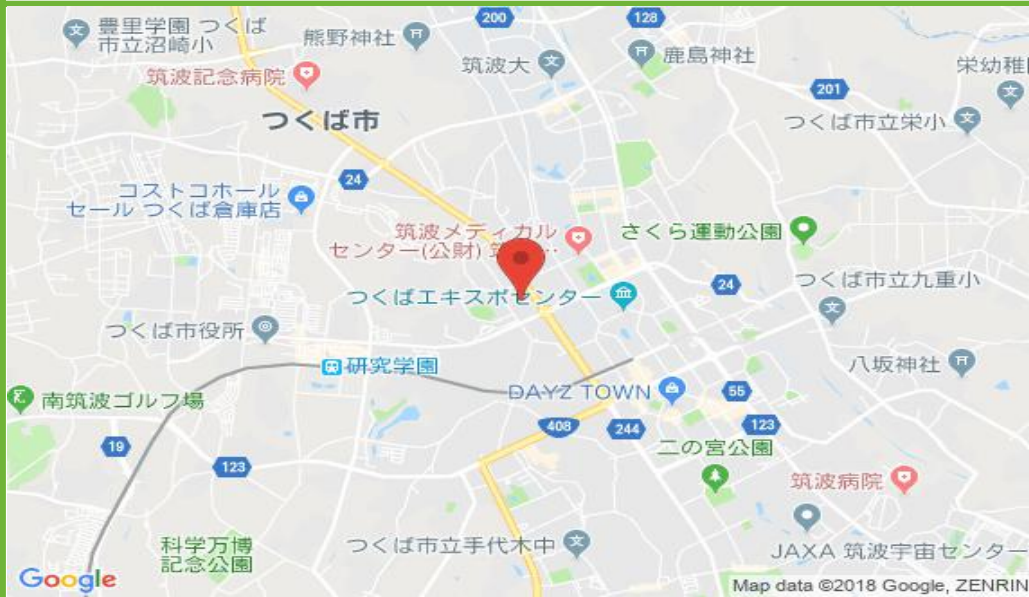 豊里学園 つくば
市立沼崎小
熊野神社
200
128
筑波大
鹿島神社
筑波記念病院
栄幼稚
201
つくば市
つくば市立栄小
24
コストコホール
セール つくば倉庫店
筑波メディカル
センター(公財) 筑…
さくら運動公園
つくば市立九重小
24
つくばエキスポセンター
つくば市役所
研究学園
八坂神社
南筑波ゴルフ場
DAYZ TOWN
55
408
244
123
19
123
二の宮公園
筑波病院
科学万博
記念公園
つくば市立手代木中
JAXA 筑波宇宙センター
Google
Map data ©2018 Google, ZENRIN